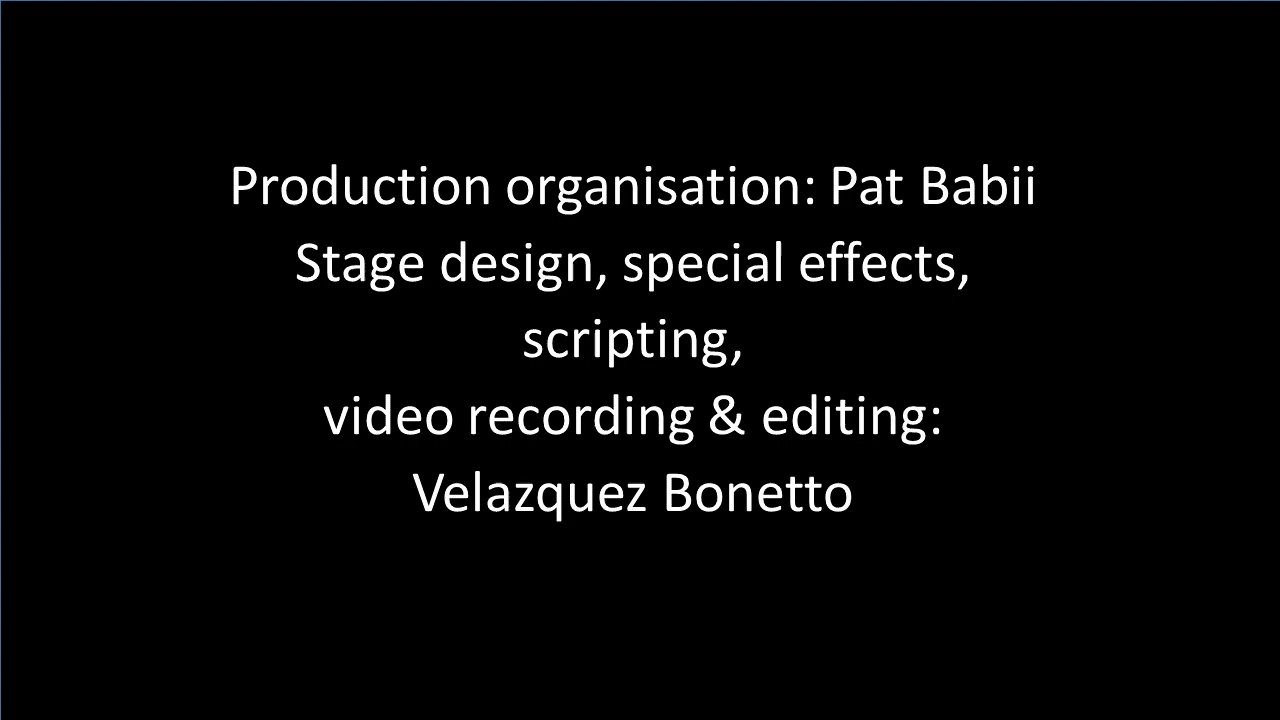 Production organisation: Pat Babii
Stage design, special effects,
scripting,
video recording & editing:
Velazquez Bonetto